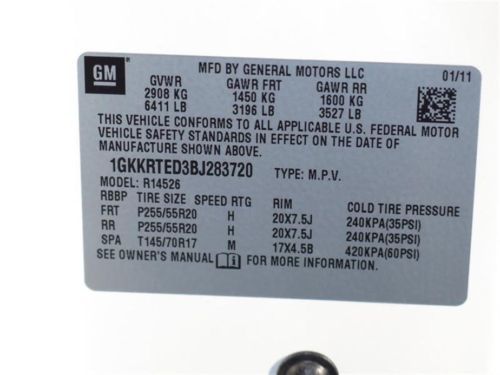 GM
MFD BY GENERAL MOTORS LLC 01/11
GVWR GAWR FRT GAWR RR
2908 KG 1450 KG 1600 KG
6411 LB 3196 LB 3527 LB
THIS VEHICLE CONFORMS TO ALL APPLICABLE U.S. FEDERAL MOTOR
VEHICLE SAFETY STANDARDS IN EFFECT ON THE DATE OF
MANUFACTURE SHOWN ABOVE.
1GKKRTED3BJ283720 TYPE: M.P.V.
MODEL: R14526
RBBP TIRE SIZE SPEED RTG RIM COLD TIRE PRESSURE
FRT P255/55R20 H 20X7.5J 240KPA(35PSI)
RR P255/55R20 H 20X7.5J 240KPA(35PSI)
SPA T145/70R17 M 17X4.5B 420KPA(60PSI)
SEE OWNER'S MANUAL FOR MORE INFORMATION